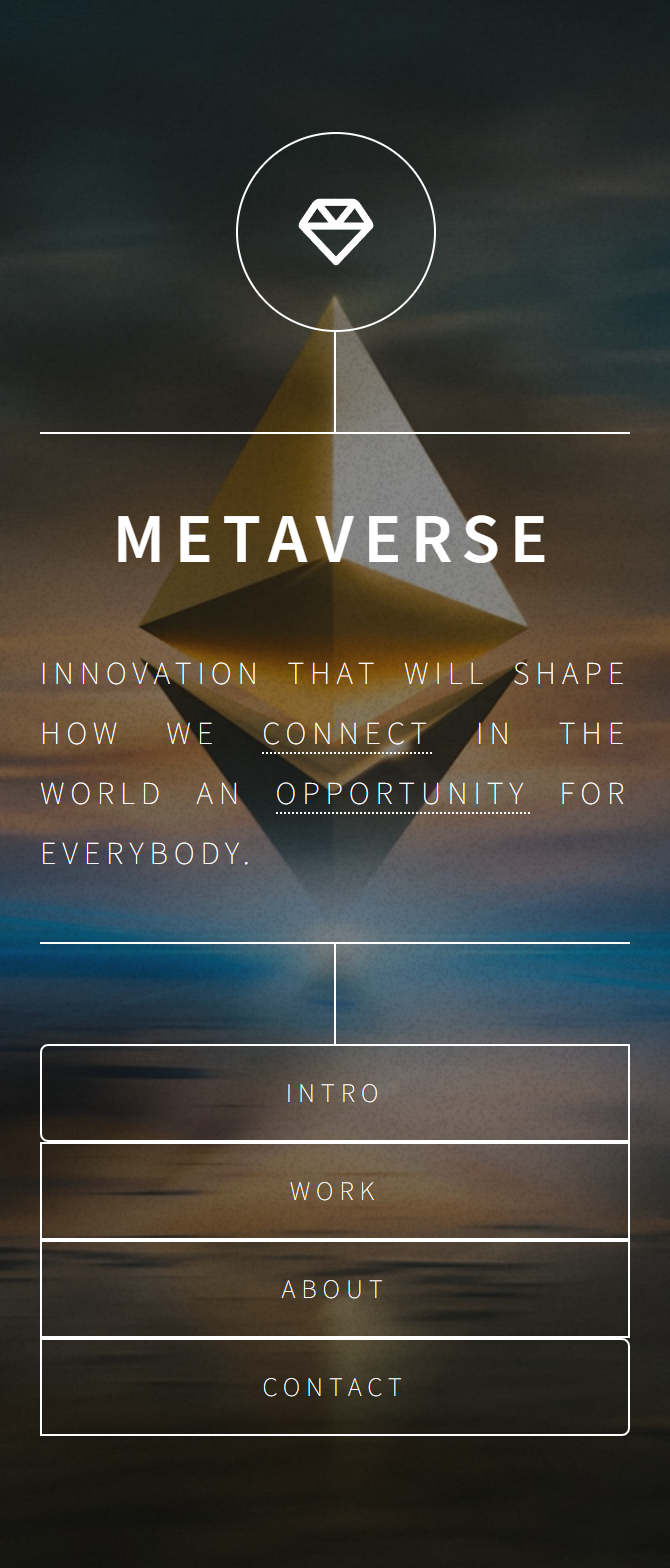 METAVERSE
INNOVATION THAT WILL SHAPE
HOW WE CONNECT IN THE
WORLD AN OPPORTUNITY FOR
EVERYBODY.
INTRO
WORK
ABOUT
CONTACT